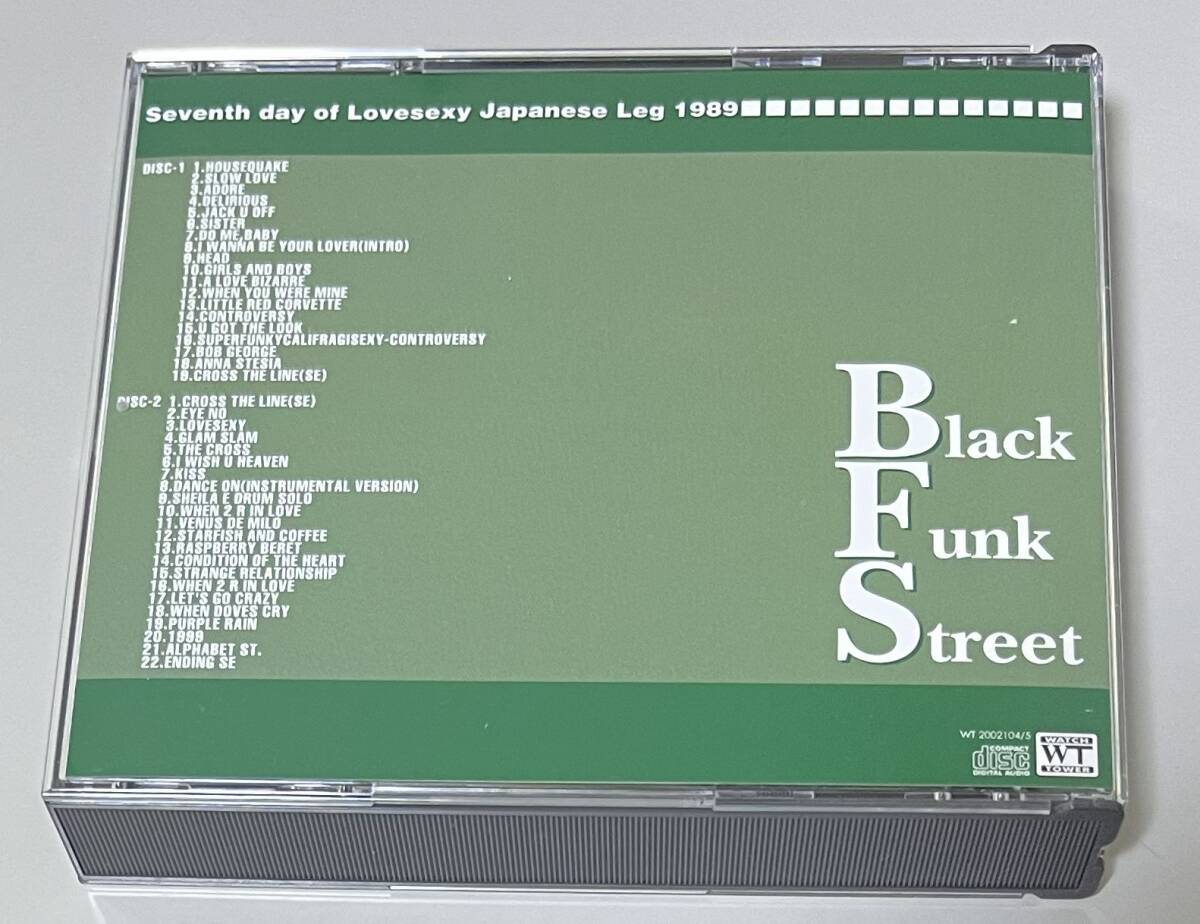 Seventh day of Lovesexy Japanese Leg 1989
DISC-1 1.HOUSEQUAKE
2.SLOW LOVE
3.ADORE
4.DELIRIOUS
5.JACK U OFF
6.SISTER
7.DO ME,BABY
8.I WANNA BE YOUR LOVER(INTRO)
9.HEAD
10.GIRLS AND BOYS
11.A LOVE BIZARRE
12.WHEN YOU WERE MINE
13.LITTLE RED CORVETTE
14.CONTROVERSY
15.U GOT THE LOOK
16.SUPERFUNKYCALIFRAGISEXY-CONTROVERSY
17.BOB GEORGE
18.ANNA STESIA
19.CROSS THE LINE(SE)
DISC-2 1.CROSS THE LINE(SE)
2.EYE NO
3.LOVESEXY
4.GLAM SLAM
5.THE CROSS
6.I WISH U HEAVEN
7.KISS
8.DANCE ON(INSTRUMENTAL VERSION)
9.SHEILA E DRUM SOLO
10.WHEN 2 R IN LOVE
11.VENUS DE MILO
12.STARFISH AND COFFEE
13.RASPBERRY BERET
14.CONDITION OF THE HEART
15.STRANGE RELATIONSHIP
16.WHEN 2 R IN LOVE
17.LET'S GO CRAZY
18.WHEN DOVES CRY
19.PURPLE RAIN
20.1999
21.ALPHABET ST.
22.ENDING SE
Black
Funk
Street
WT 2002104/5
COMPACT
disc
DIGITAL AUDIO
WATCH
WT
TOWER